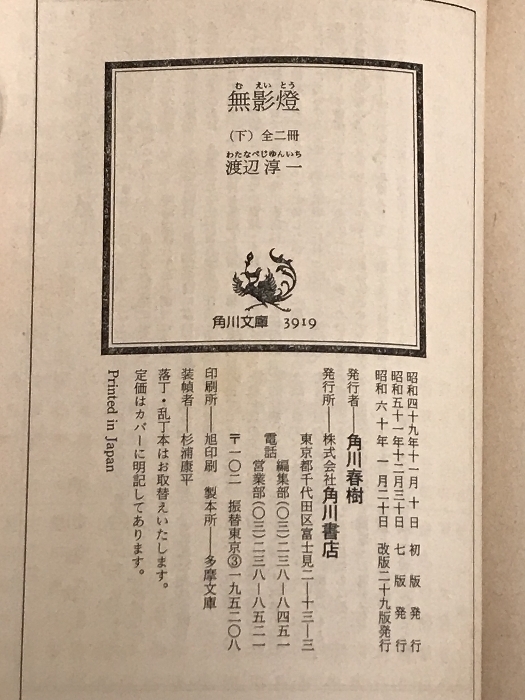 む えい とう
無影燈
（下）全二冊
わたなべじゆんいち
渡辺淳一
角川文庫 3919
昭和四十九年十一月十日 初版発行
昭和五十一年十二月三十日 七版発行
昭和六十年一月二十日 改版二十九版発行
発行者――角川春樹
発行所――株式会社角川書店
東京都千代田区富士見二―十三―三
電話 編集部(〇三)二三八―八四五一
営業部(〇三)二三八―八五二一
〒一〇二 振替東京③一九五二〇八
印刷所――旭印刷 製本所――多摩文庫
装幀者――杉浦康平
落丁・乱丁本はお取替えいたします。
定価はカバーに明記してあります。
Printed in Japan